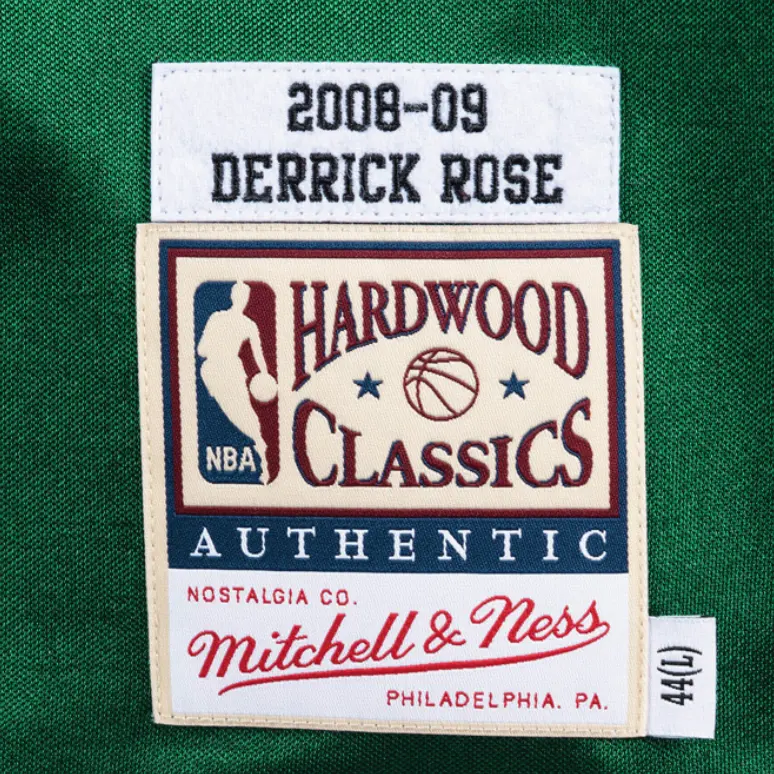 2008-09
DERRICK ROSE
HARDWOOD
CLASSICS
NBA
AUTHENTIC
NOSTALGIA CO.
Mitchell & Ness
PHILADELPHIA. PA.
44(L)